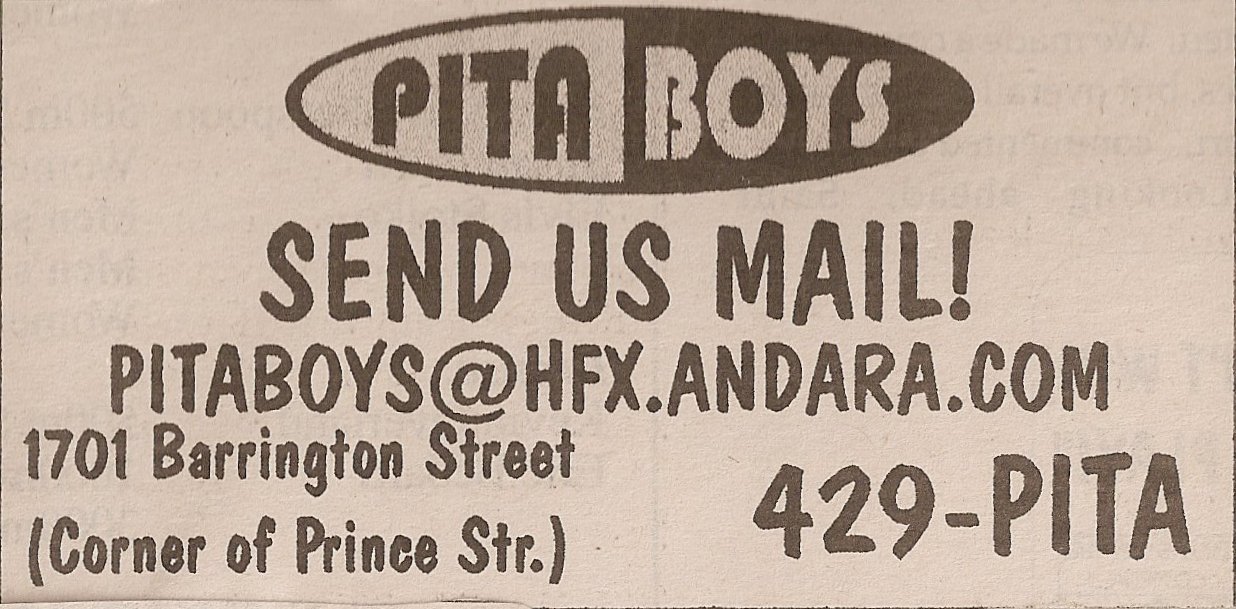 PITA BOYS
SEND US MAIL!
PITABOYS@HFX.ANDARA.COM
1701 Barrington Street
(Corner of Prince Str.)
429-PITA